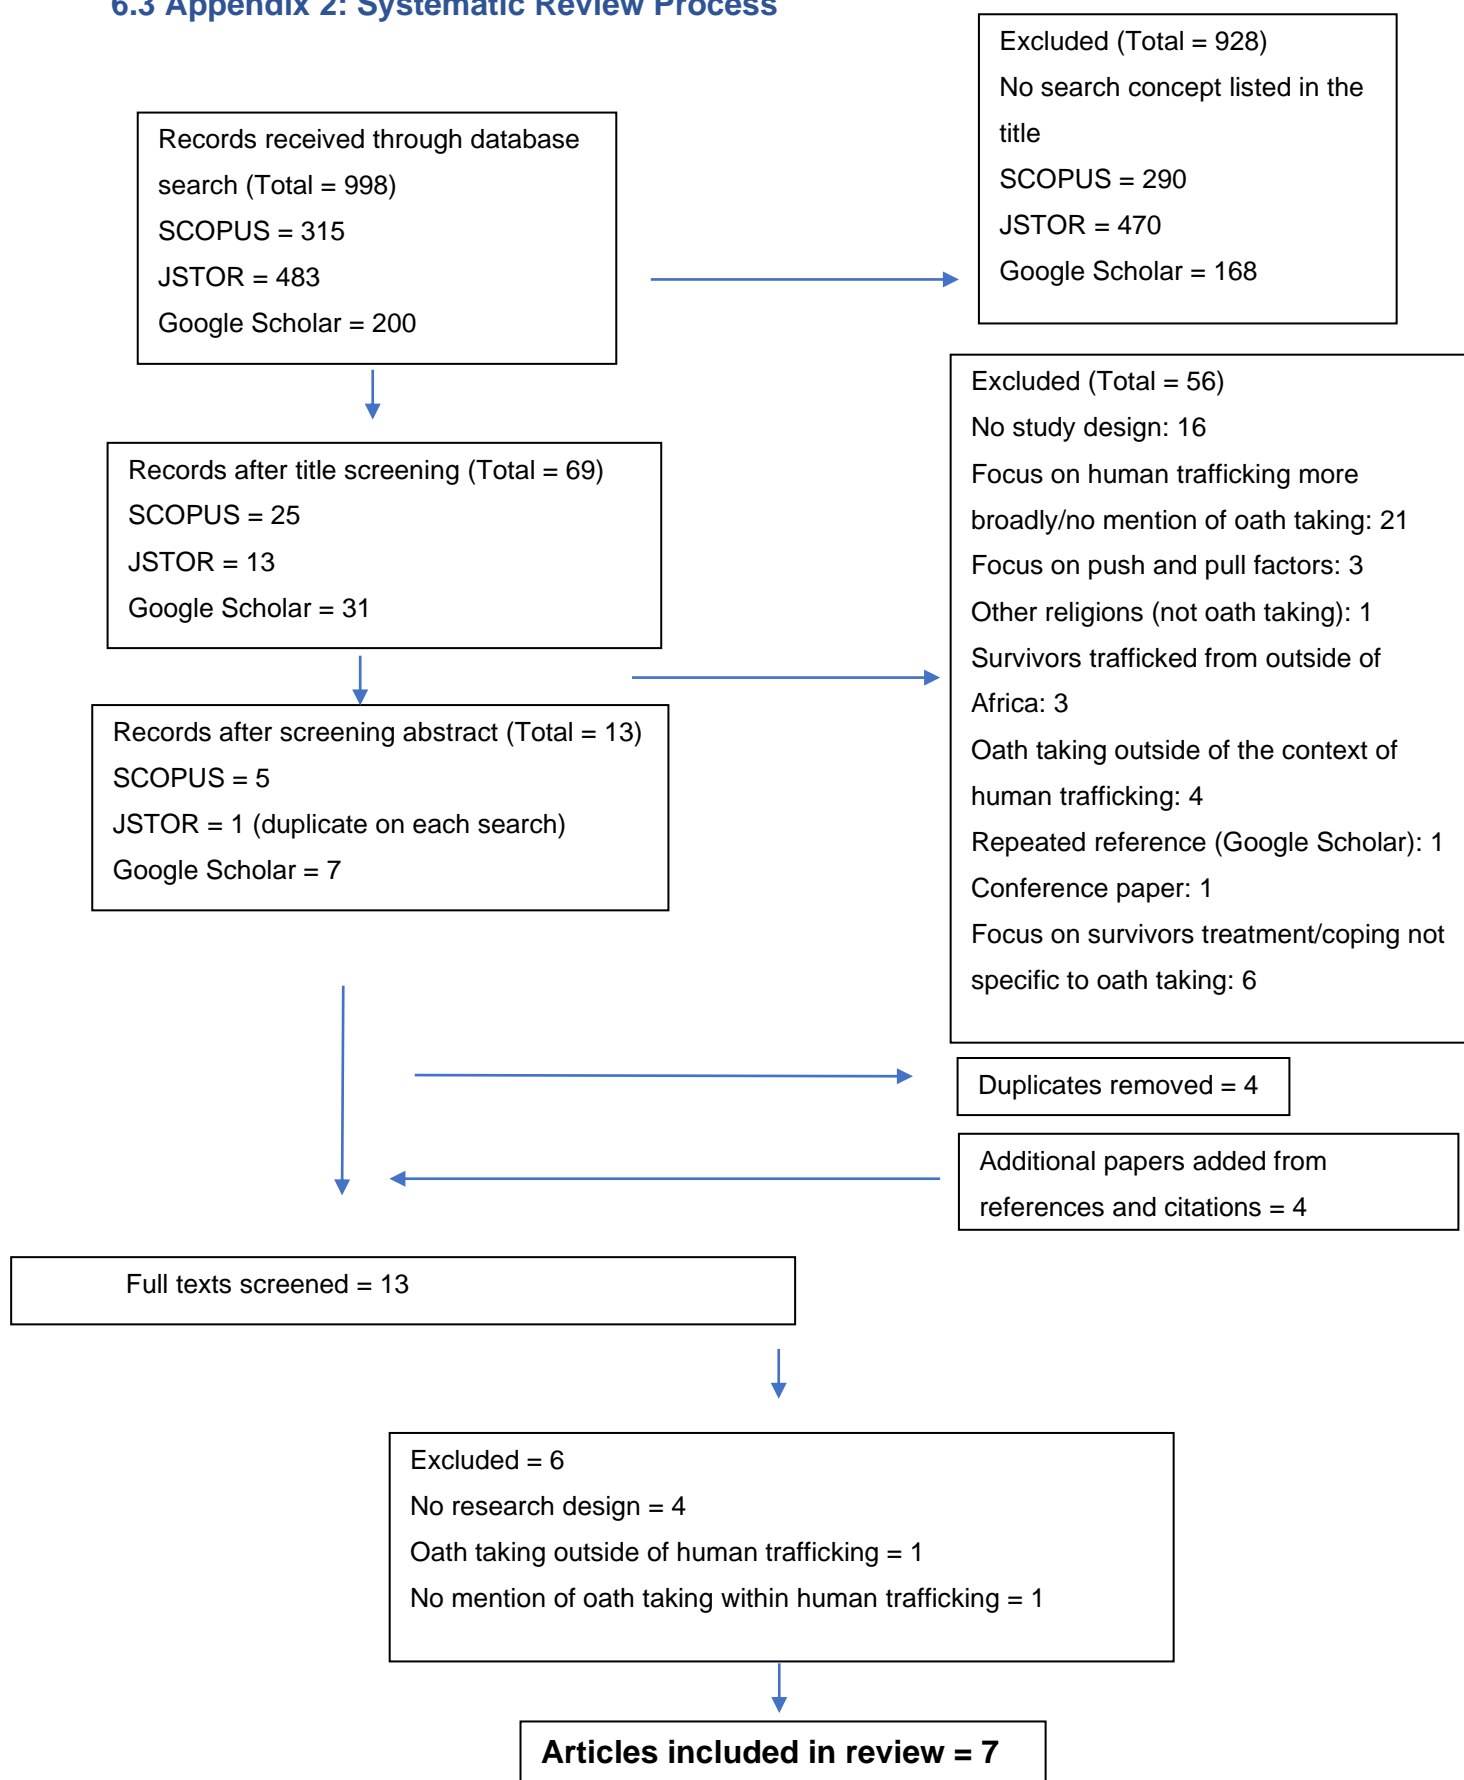 6.3 Appendix 2: Systematic Review Process
Records received through database
search (Total = 998)
SCOPUS = 315
JSTOR = 483
Google Scholar = 200
Excluded (Total = 928)
No search concept listed in the
title
SCOPUS = 290
JSTOR = 470
Google Scholar = 168
Records after title screening (Total = 69)
SCOPUS = 25
JSTOR = 13
Google Scholar = 31
Excluded (Total = 56)
No study design: 16
Focus on human trafficking more
broadly/no mention of oath taking: 21
Focus on push and pull factors: 3
Other religions (not oath taking): 1
Survivors trafficked from outside of
Africa: 3
Oath taking outside of the context of
human trafficking: 4
Repeated reference (Google Scholar): 1
Conference paper: 1
Focus on survivors treatment/coping not
specific to oath taking: 6
Records after screening abstract (Total = 13)
SCOPUS = 5
JSTOR = 1 (duplicate on each search)
Google Scholar = 7
Duplicates removed = 4
Additional papers added from
references and citations = 4
Full texts screened = 13
Excluded = 6
No research design = 4
Oath taking outside of human trafficking = 1
No mention of oath taking within human trafficking = 1
Articles included in review = 7